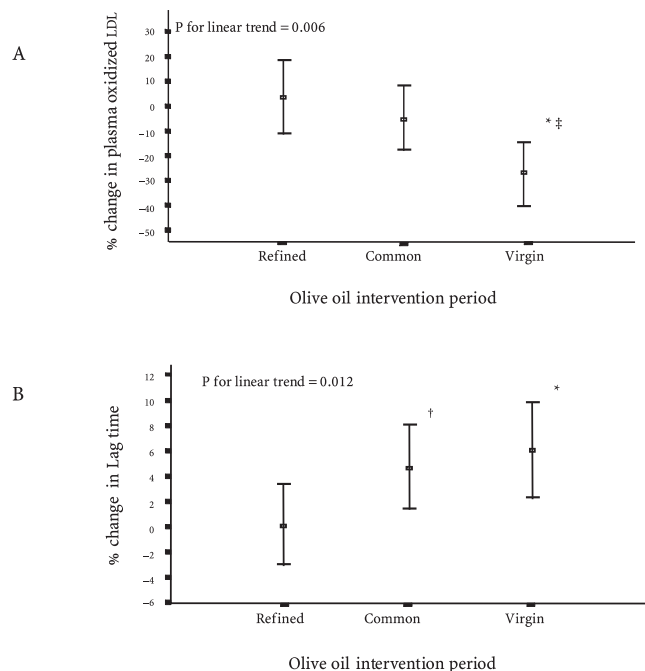 A
% change in plasma oxidized LDL
P for linear trend = 0.006
30
20
10
0
−10
−20
−30
−40
−50
* ‡
Refined Common Virgin
Olive oil intervention period
B
% change in Lag time
P for linear trend = 0.012
12
10
8
6
4
2
0
−2
−4
−6
†
*
Refined Common Virgin
Olive oil intervention period